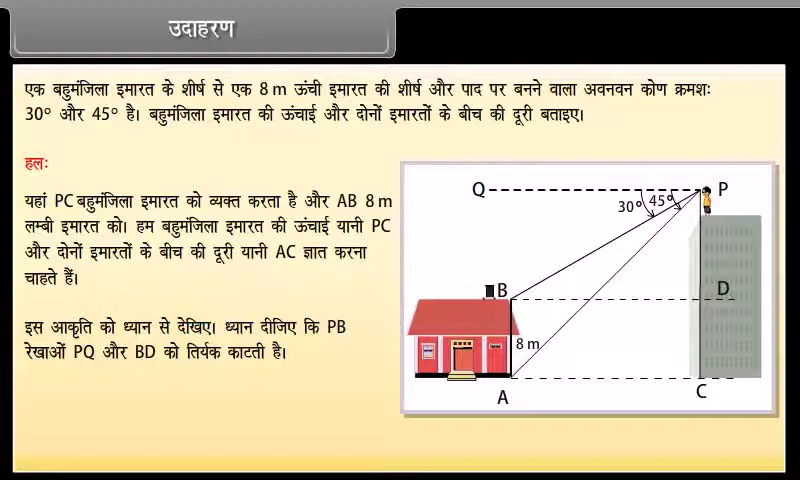 उदाहरण
एक बहुमंजिला इमारत के शीर्ष से एक 8 m ऊंची इमारत की शीर्ष और पाद पर बनने वाला अवनवन कोण क्रमशः
30° और 45° है। बहुमंजिला इमारत की ऊंचाई और दोनों इमारतों के बीच की दूरी बताइए।
हलः
यहां PC बहुमंजिला इमारत को व्यक्त करता है और AB 8 m
लम्बी इमारत को। हम बहुमंजिला इमारत की ऊंचाई यानी PC
और दोनों इमारतों के बीच की दूरी यानी AC ज्ञात करना
चाहते हैं।
इस आकृति को ध्यान से देखिए। ध्यान दीजिए कि PB
रेखाओं PQ और BD को तिर्यक काटती है।
Q
P
30°
45°
B
D
8 m
A
C